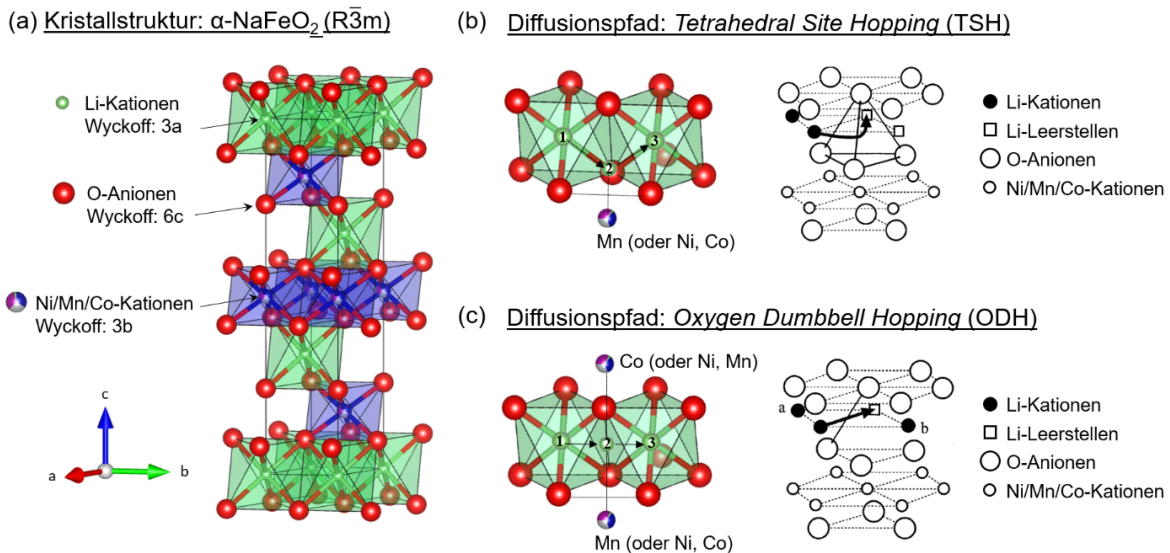 (a) Kristallstruktur: α-NaFeO₂ (R3̅m)
Li-Kationen
Wyckoff: 3a
O-Anionen
Wyckoff: 6c
Ni/Mn/Co-Kationen
Wyckoff: 3b
c
a
b
(b) Diffusionspfad: Tetrahedral Site Hopping (TSH)
1
2
3
Mn (oder Ni, Co)
Li-Kationen
Li-Leerstellen
O-Anionen
Ni/Mn/Co-Kationen
(c) Diffusionspfad: Oxygen Dumbbell Hopping (ODH)
Co (oder Ni, Mn)
1
2
3
Mn (oder Ni, Co)
a
b
Li-Kationen
Li-Leerstellen
O-Anionen
Ni/Mn/Co-Kationen